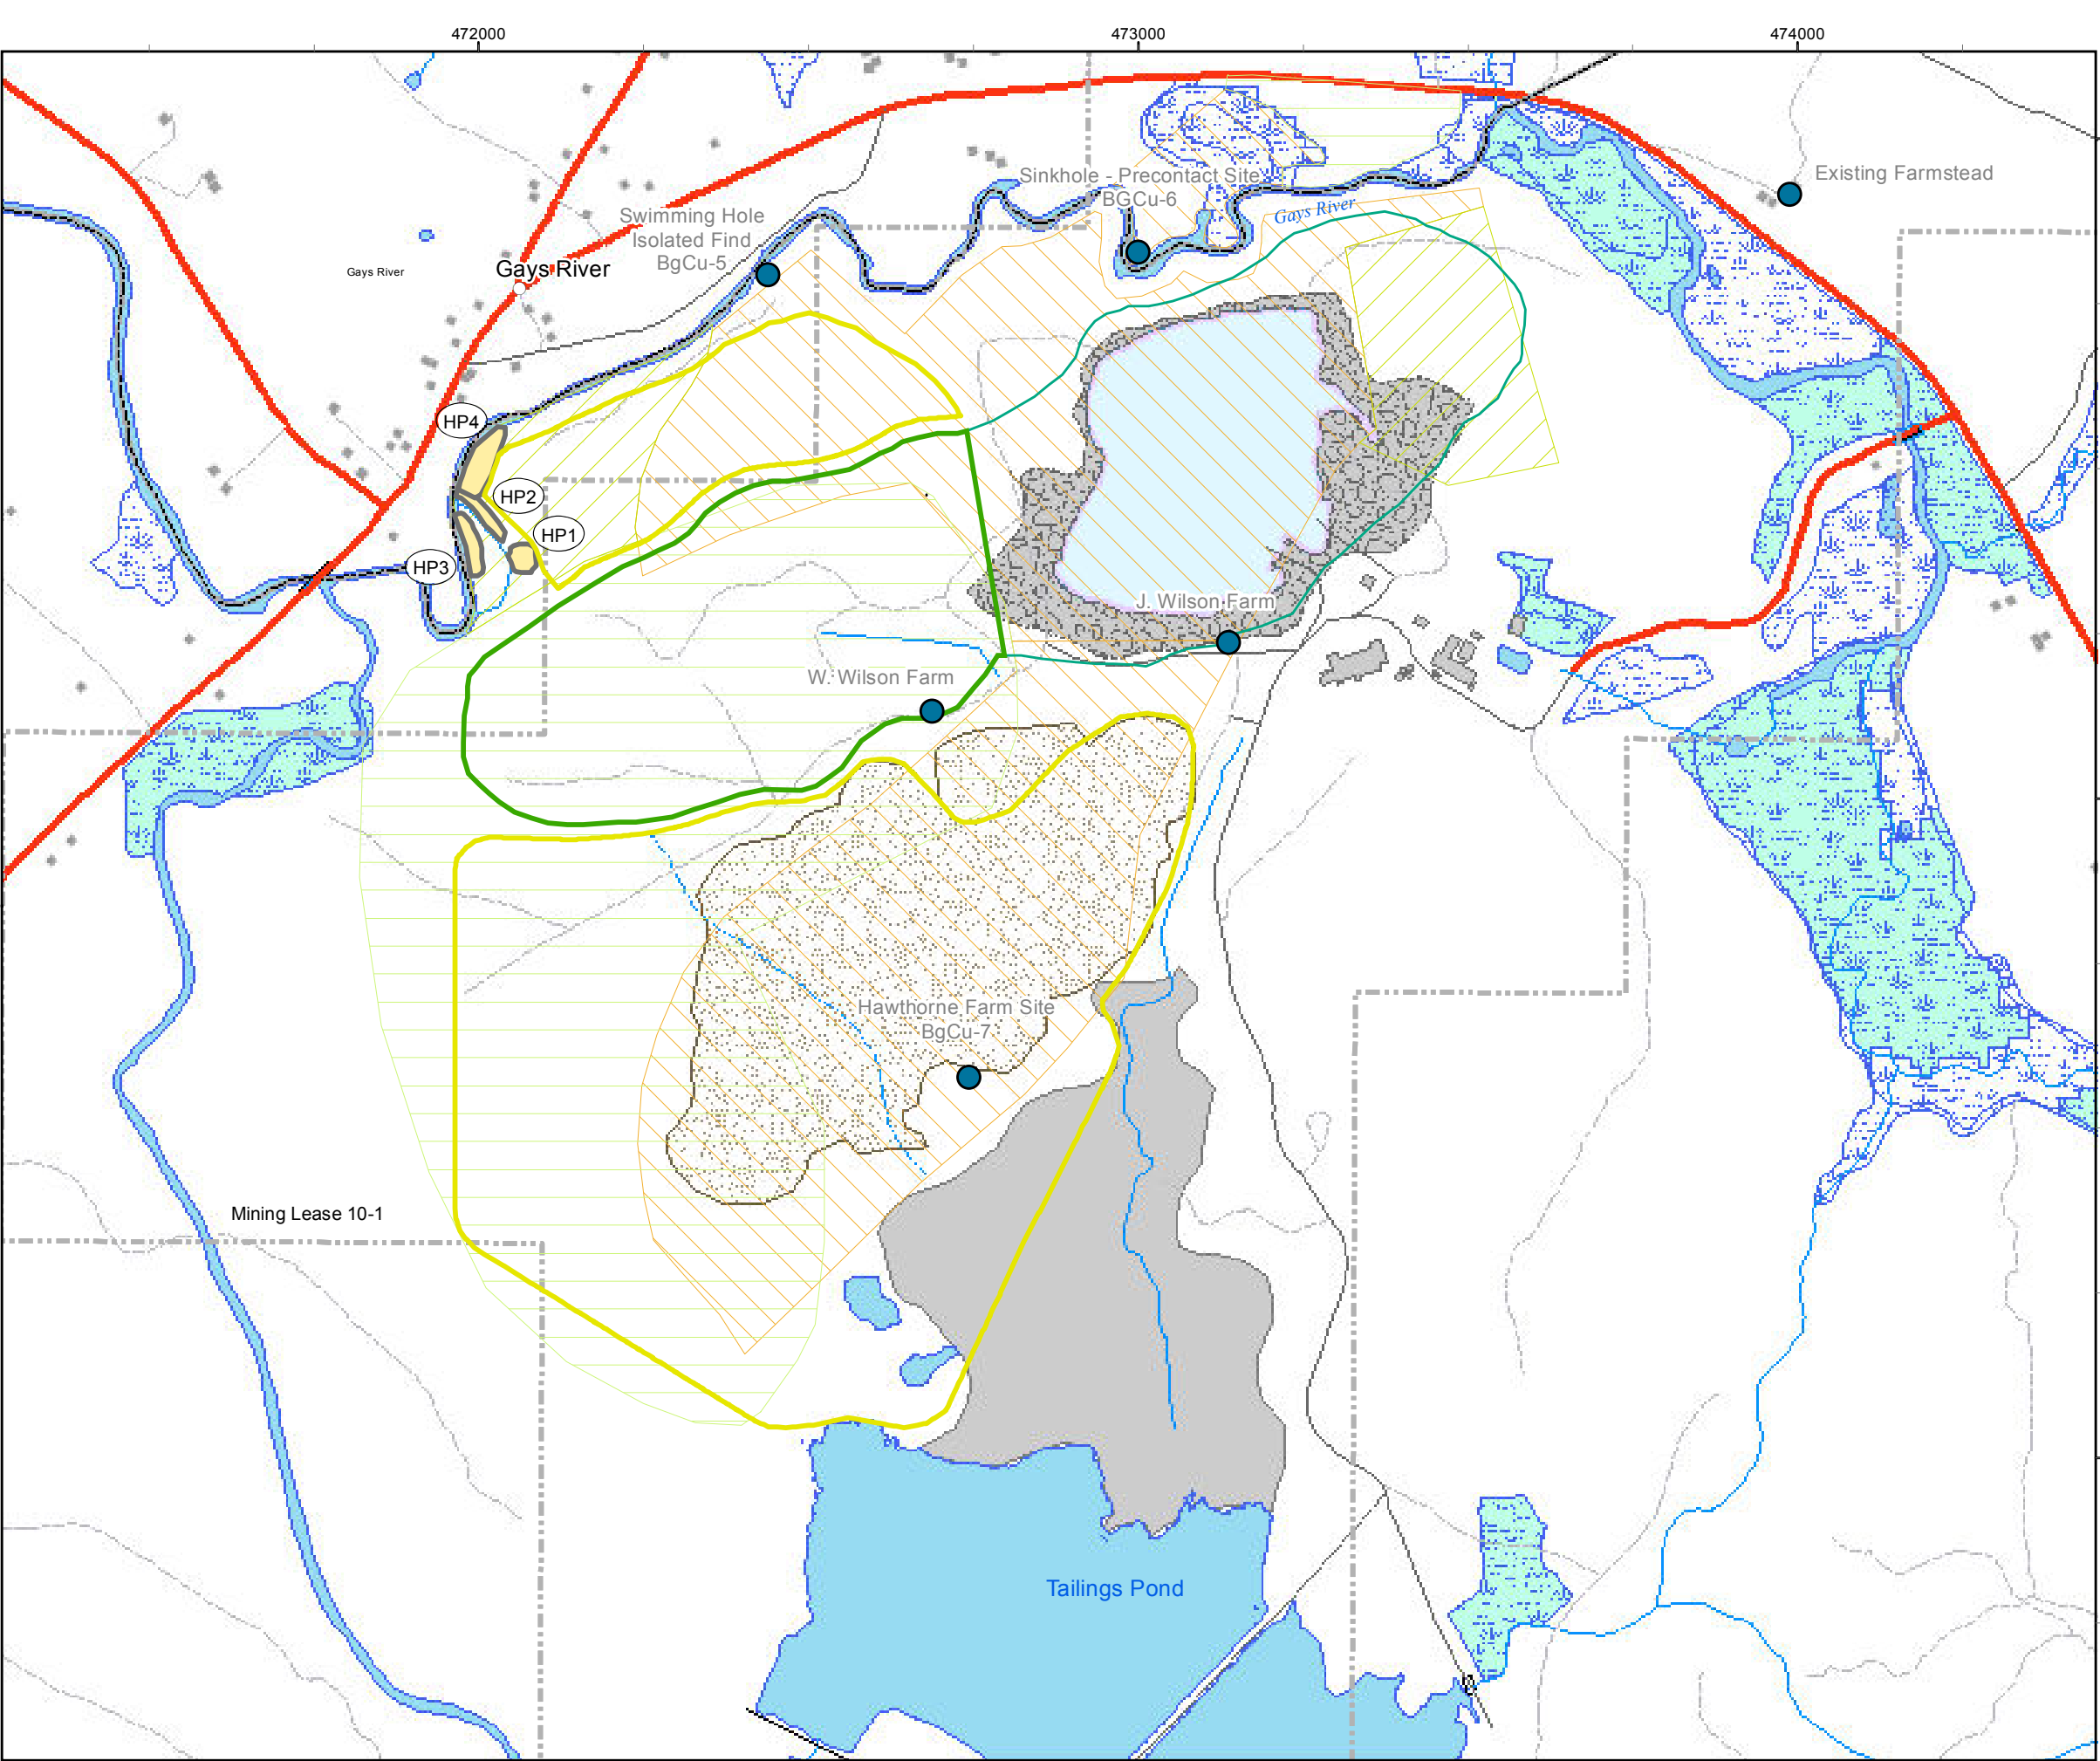 472000
473000
474000
Existing Farmstead
Sinkhole - Precontact Site
BGCu-6
Swimming Hole
Isolated Find
BgCu-5
Gays River
Gays River
Gays River
HP4
HP2
HP1
HP3
J. Wilson Farm
W. Wilson Farm
Hawthorne Farm Site
BgCu-7
Mining Lease 10-1
Tailings Pond